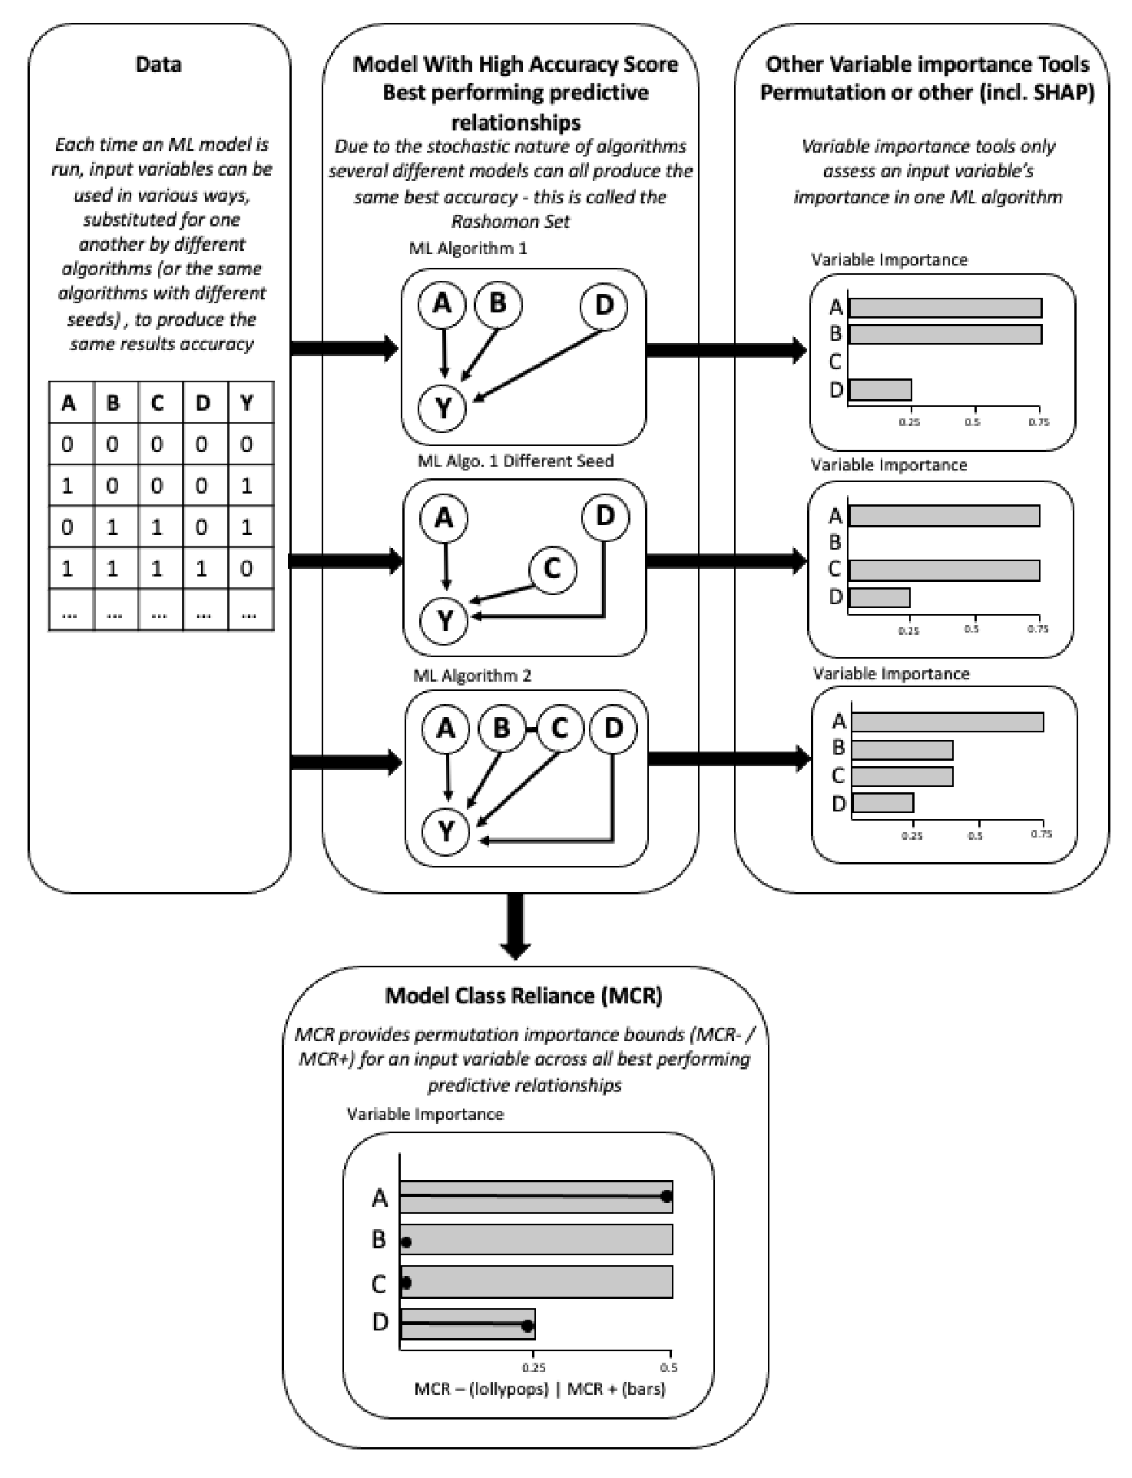 Data
Each time an ML model is
run, input variables can be
used in various ways,
substituted for one
another by different
algorithms (or the same
algorithms with different
seeds) , to produce the
same results accuracy
A B C D Y
0 0 0 0 0
1 0 0 0 1
0 1 1 0 1
1 1 1 1 0
... ... ... ... ...
Model With High Accuracy Score
Best performing predictive
relationships
Due to the stochastic nature of algorithms
several different models can all produce the
same best accuracy - this is called the
Rashomon Set
ML Algorithm 1
A B D
Y
ML Algo. 1 Different Seed
A D
C
Y
ML Algorithm 2
A B C D
Y
Other Variable importance Tools
Permutation or other (incl. SHAP)
Variable importance tools only
assess an input variable's
importance in one ML algorithm
Variable Importance
A
B
C
D
0.25 0.5 0.75
Variable Importance
A
B
C
D
0.25 0.5 0.75
Variable Importance
A
B
C
D
0.25 0.5 0.75
Model Class Reliance (MCR)
MCR provides permutation importance bounds (MCR- /
MCR+) for an input variable across all best performing
predictive relationships
Variable Importance
A
B
C
D
0.25 0.5
MCR – (lollypops) | MCR + (bars)